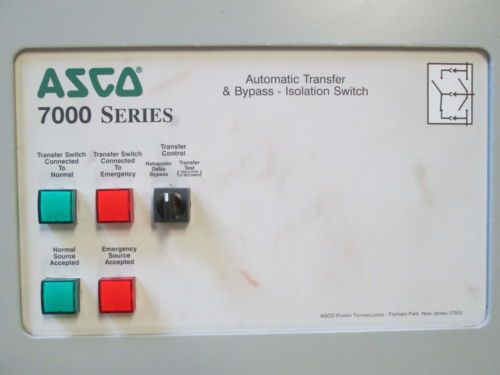 ASCO®
7000 SERIES
Automatic Transfer
& Bypass - Isolation Switch
Transfer Switch
Connected
To
Normal
Transfer Switch
Connected
To
Emergency
Transfer
Control
Retransfer
Delay
Bypass
Transfer
Test
Normal
Source
Accepted
Emergency
Source
Accepted
ASCO POWER TECHNOLOGIES - Florham Park, New Jersey 07932